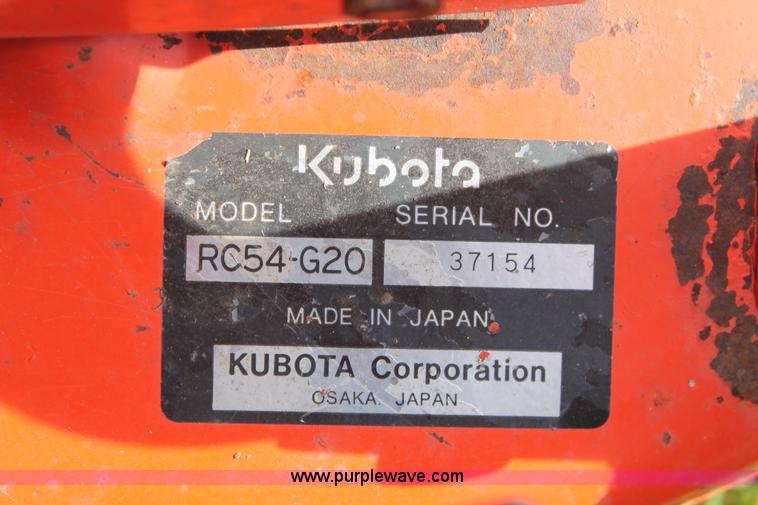 Kubota
MODEL SERIAL NO.
RC54-G20 37154
MADE IN JAPAN
KUBOTA Corporation
OSAKA. JAPAN
www.purplewave.com